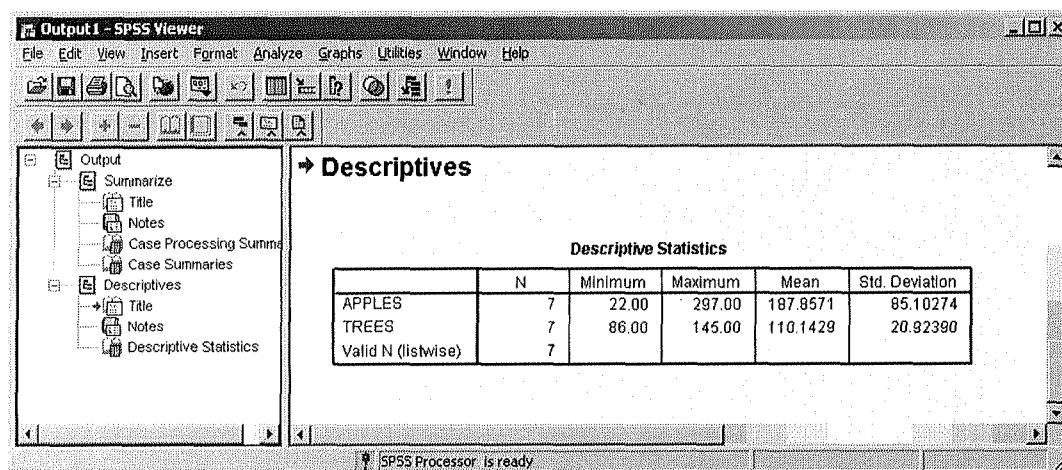 Output1 - SPSS Viewer
File Edit View Insert Format Analyze Graphs Utilities Window Help
Output
Summarize
Title
Notes
Case Processing Summa
Case Summaries
Descriptives
Title
Notes
Descriptive Statistics
Descriptives
Descriptive Statistics
N Minimum Maximum Mean Std. Deviation
APPLES 7 22.00 297.00 187.8571 85.10274
TREES 7 86.00 145.00 110.1429 20.92390
Valid N (listwise) 7
SPSS Processor is ready